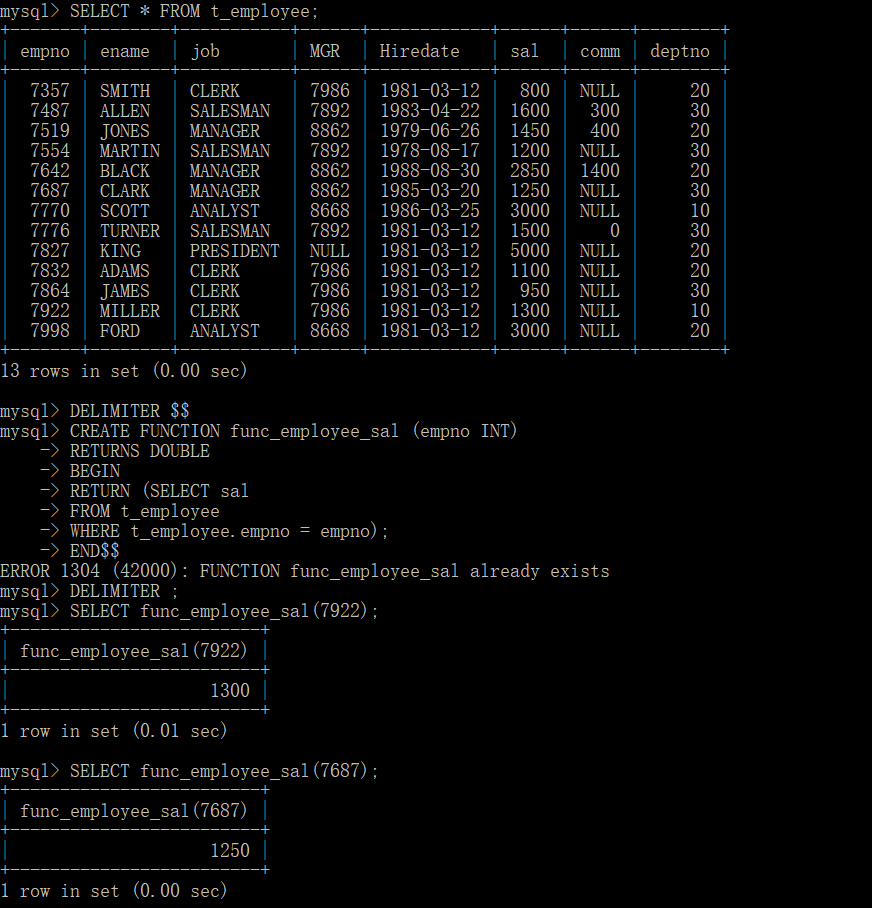 mysql> SELECT * FROM t_employee;
+-------+--------+-----------+------+------------+------+------+--------+
| empno | ename  | job       | MGR  | Hiredate   | sal  | comm | deptno |
+-------+--------+-----------+------+------------+------+------+--------+
|  7357 | SMITH  | CLERK     | 7986 | 1981-03-12 |  800 | NULL |     20 |
|  7487 | ALLEN  | SALESMAN  | 7892 | 1983-04-22 | 1600 |  300 |     30 |
|  7519 | JONES  | MANAGER   | 8862 | 1979-06-26 | 1450 |  400 |     20 |
|  7554 | MARTIN | SALESMAN  | 7892 | 1978-08-17 | 1200 | NULL |     30 |
|  7642 | BLACK  | MANAGER   | 8862 | 1988-08-30 | 2850 | 1400 |     20 |
|  7687 | CLARK  | MANAGER   | 8862 | 1985-03-20 | 1250 | NULL |     30 |
|  7770 | SCOTT  | ANALYST   | 8668 | 1986-03-25 | 3000 | NULL |     10 |
|  7776 | TURNER | SALESMAN  | 7892 | 1981-03-12 | 1500 |    0 |     30 |
|  7827 | KING   | PRESIDENT | NULL | 1981-03-12 | 5000 | NULL |     20 |
|  7832 | ADAMS  | CLERK     | 7986 | 1981-03-12 | 1100 | NULL |     20 |
|  7864 | JAMES  | CLERK     | 7986 | 1981-03-12 |  950 | NULL |     30 |
|  7922 | MILLER | CLERK     | 7986 | 1981-03-12 | 1300 | NULL |     10 |
|  7998 | FORD   | ANALYST   | 8668 | 1981-03-12 | 3000 | NULL |     20 |
+-------+--------+-----------+------+------------+------+------+--------+
13 rows in set (0.00 sec)

mysql> DELIMITER $$
mysql> CREATE FUNCTION func_employee_sal (empno INT)
    -> RETURNS DOUBLE
    -> BEGIN
    -> RETURN (SELECT sal
    -> FROM t_employee
    -> WHERE t_employee.empno = empno);
    -> END$$
ERROR 1304 (42000): FUNCTION func_employee_sal already exists
mysql> DELIMITER ;
mysql> SELECT func_employee_sal(7922);
+-------------------------+
| func_employee_sal(7922) |
+-------------------------+
|                    1300 |
+-------------------------+
1 row in set (0.01 sec)

mysql> SELECT func_employee_sal(7687);
+-------------------------+
| func_employee_sal(7687) |
+-------------------------+
|                    1250 |
+-------------------------+
1 row in set (0.00 sec)